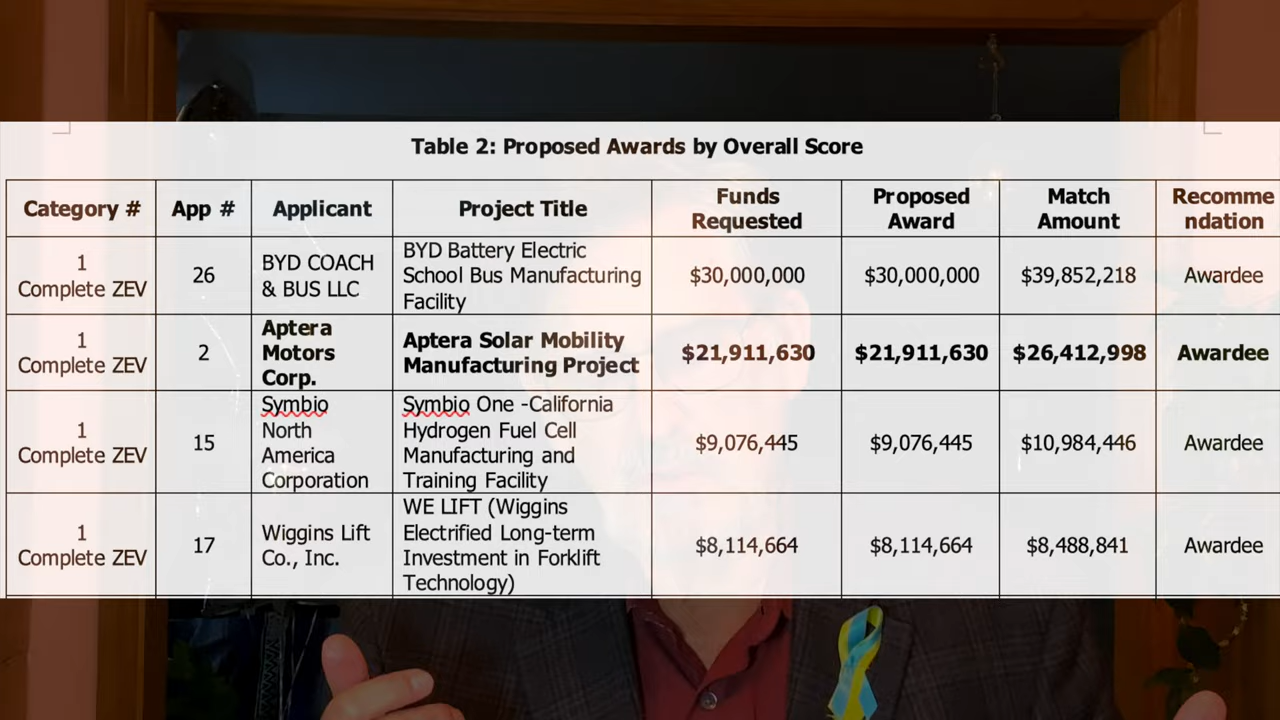 Table 2: Proposed Awards by Overall Score
Category # App # Applicant Project Title Funds Requested Proposed Award Match Amount Recomme ndation
1 Complete ZEV 26 BYD COACH & BUS LLC BYD Battery Electric School Bus Manufacturing Facility $30,000,000 $30,000,000 $39,852,218 Awardee
1 Complete ZEV 2 Aptera Motors Corp. Aptera Solar Mobility Manufacturing Project $21,911,630 $21,911,630 $26,412,998 Awardee
1 Complete ZEV 15 Symbio North America Corporation Symbio One -California Hydrogen Fuel Cell Manufacturing and Training Facility $9,076,445 $9,076,445 $10,984,446 Awardee
1 Complete ZEV 17 Wiggins Lift Co., Inc. WE LIFT (Wiggins Electrified Long-term Investment in Forklift Technology) $8,114,664 $8,114,664 $8,488,841 Awardee